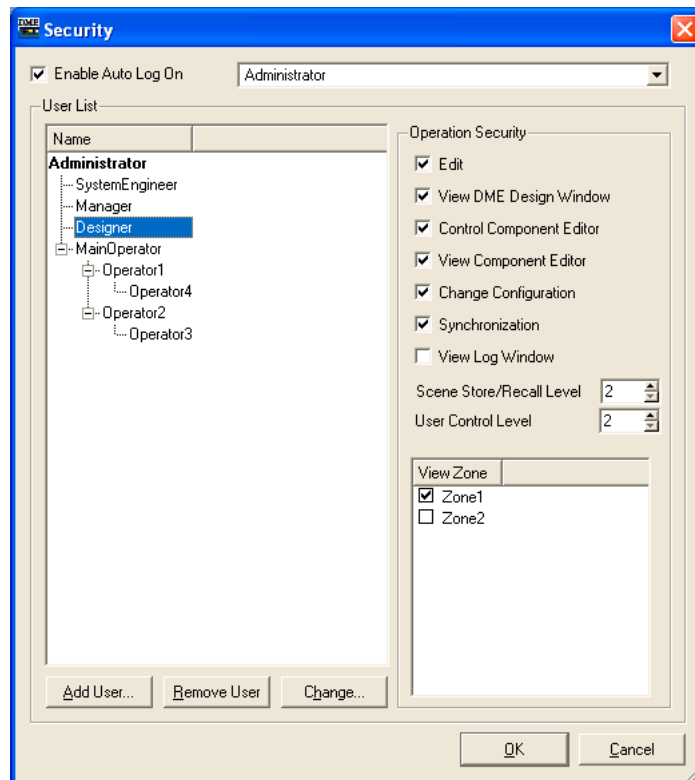 DME
Security
Enable Auto Log On
Administrator
User List
Name
Administrator
SystemEngineer
Manager
Designer
MainOperator
Operator1
Operator4
Operator2
Operator3
Operation Security
Edit
View DME Design Window
Control Component Editor
View Component Editor
Change Configuration
Synchronization
View Log Window
Scene Store/Recall Level 2
User Control Level 2
View Zone
Zone1
Zone2
Add User... Remove User Change...
OK Cancel